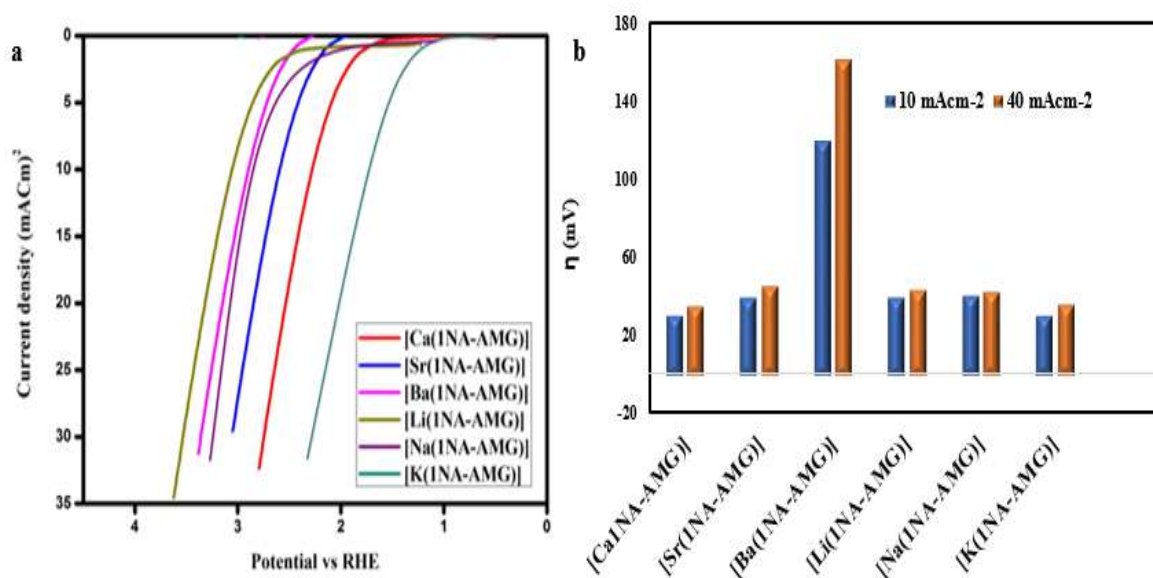 a
0
5
10
15
20
25
30
35
Current density (mACm)²
4
3
2
1
0
Potential vs RHE
[Ca(1NA-AMG)]
[Sr(1NA-AMG)]
[Ba(1NA-AMG)]
[Li(1NA-AMG)]
[Na(1NA-AMG)]
[K(1NA-AMG)]
b
180
140
100
60
20
-20
η (mV)
10 mAcm-2
40 mAcm-2
[Ca1NA-AMG)]
[Sr(1NA-AMG)]
[Ba(1NA-AMG)]
[Li(1NA-AMG)]
[Na(1NA-AMG)]
[K(1NA-AMG)]